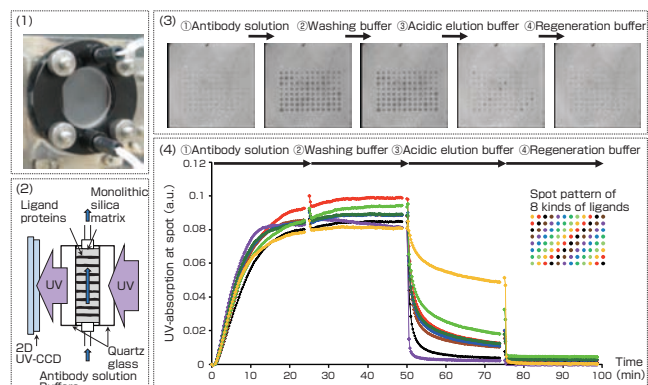 (1)
(2)
Ligand
proteins
Monolithic
silica
matrix
UV
UV
2D
UV-CCD
Quartz
glass
Antibody solution
(3)
①Antibody solution ②Washing buffer ③Acidic elution buffer ④Regeneration buffer
(4) ①Antibody solution ②Washing buffer ③Acidic elution buffer ④Regeneration buffer
UV-absorption at spot (a.u.)
0.12
0.1
0.08
0.06
0.04
0.02
0
Spot pattern of
8 kinds of ligands
0 10 20 30 40 50 60 70 80 90 100
Time
(min)